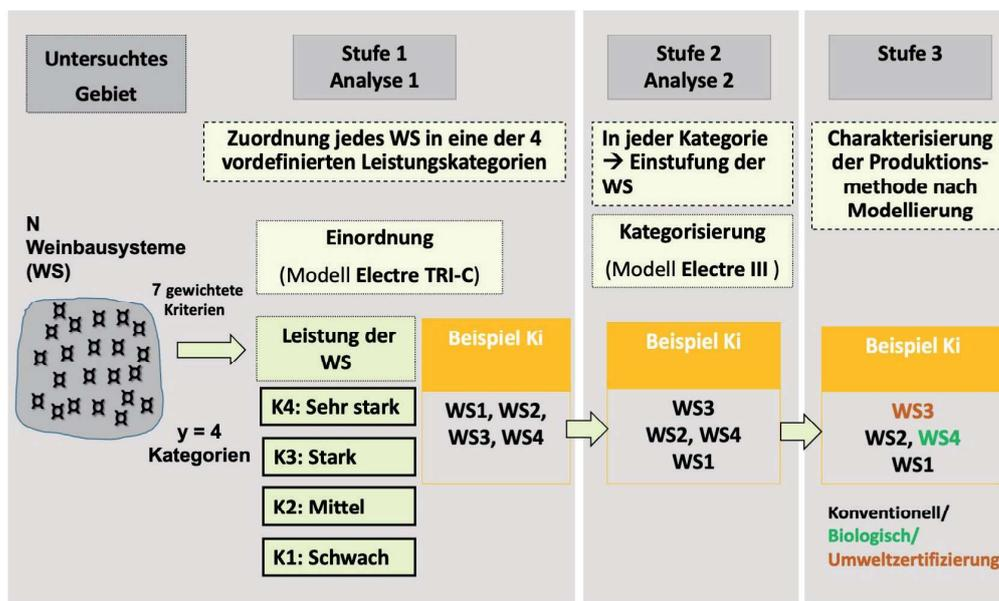 Untersuchtes
Gebiet
Stufe 1
Analyse 1
Stufe 2
Analyse 2
Stufe 3
Zuordnung jedes WS in eine der 4
vordefinierten Leistungskategorien
In jeder Kategorie
→ Einstufung der
WS
Charakterisierung
der Produktions-
methode nach
Modellierung
N
Weinbausysteme
(WS)
Einordnung
(Modell Electre TRI-C)
Kategorisierung
(Modell Electre III )
7 gewichtete
Kriterien
y = 4
Kategorien
Leistung der
WS
K4: Sehr stark
K3: Stark
K2: Mittel
K1: Schwach
Beispiel Ki
WS1, WS2,
WS3, WS4
Beispiel Ki
WS3
WS2, WS4
WS1
Beispiel Ki
WS3
WS2, WS4
WS1
Konventionell/
Biologisch/
Umweltzertifizierung